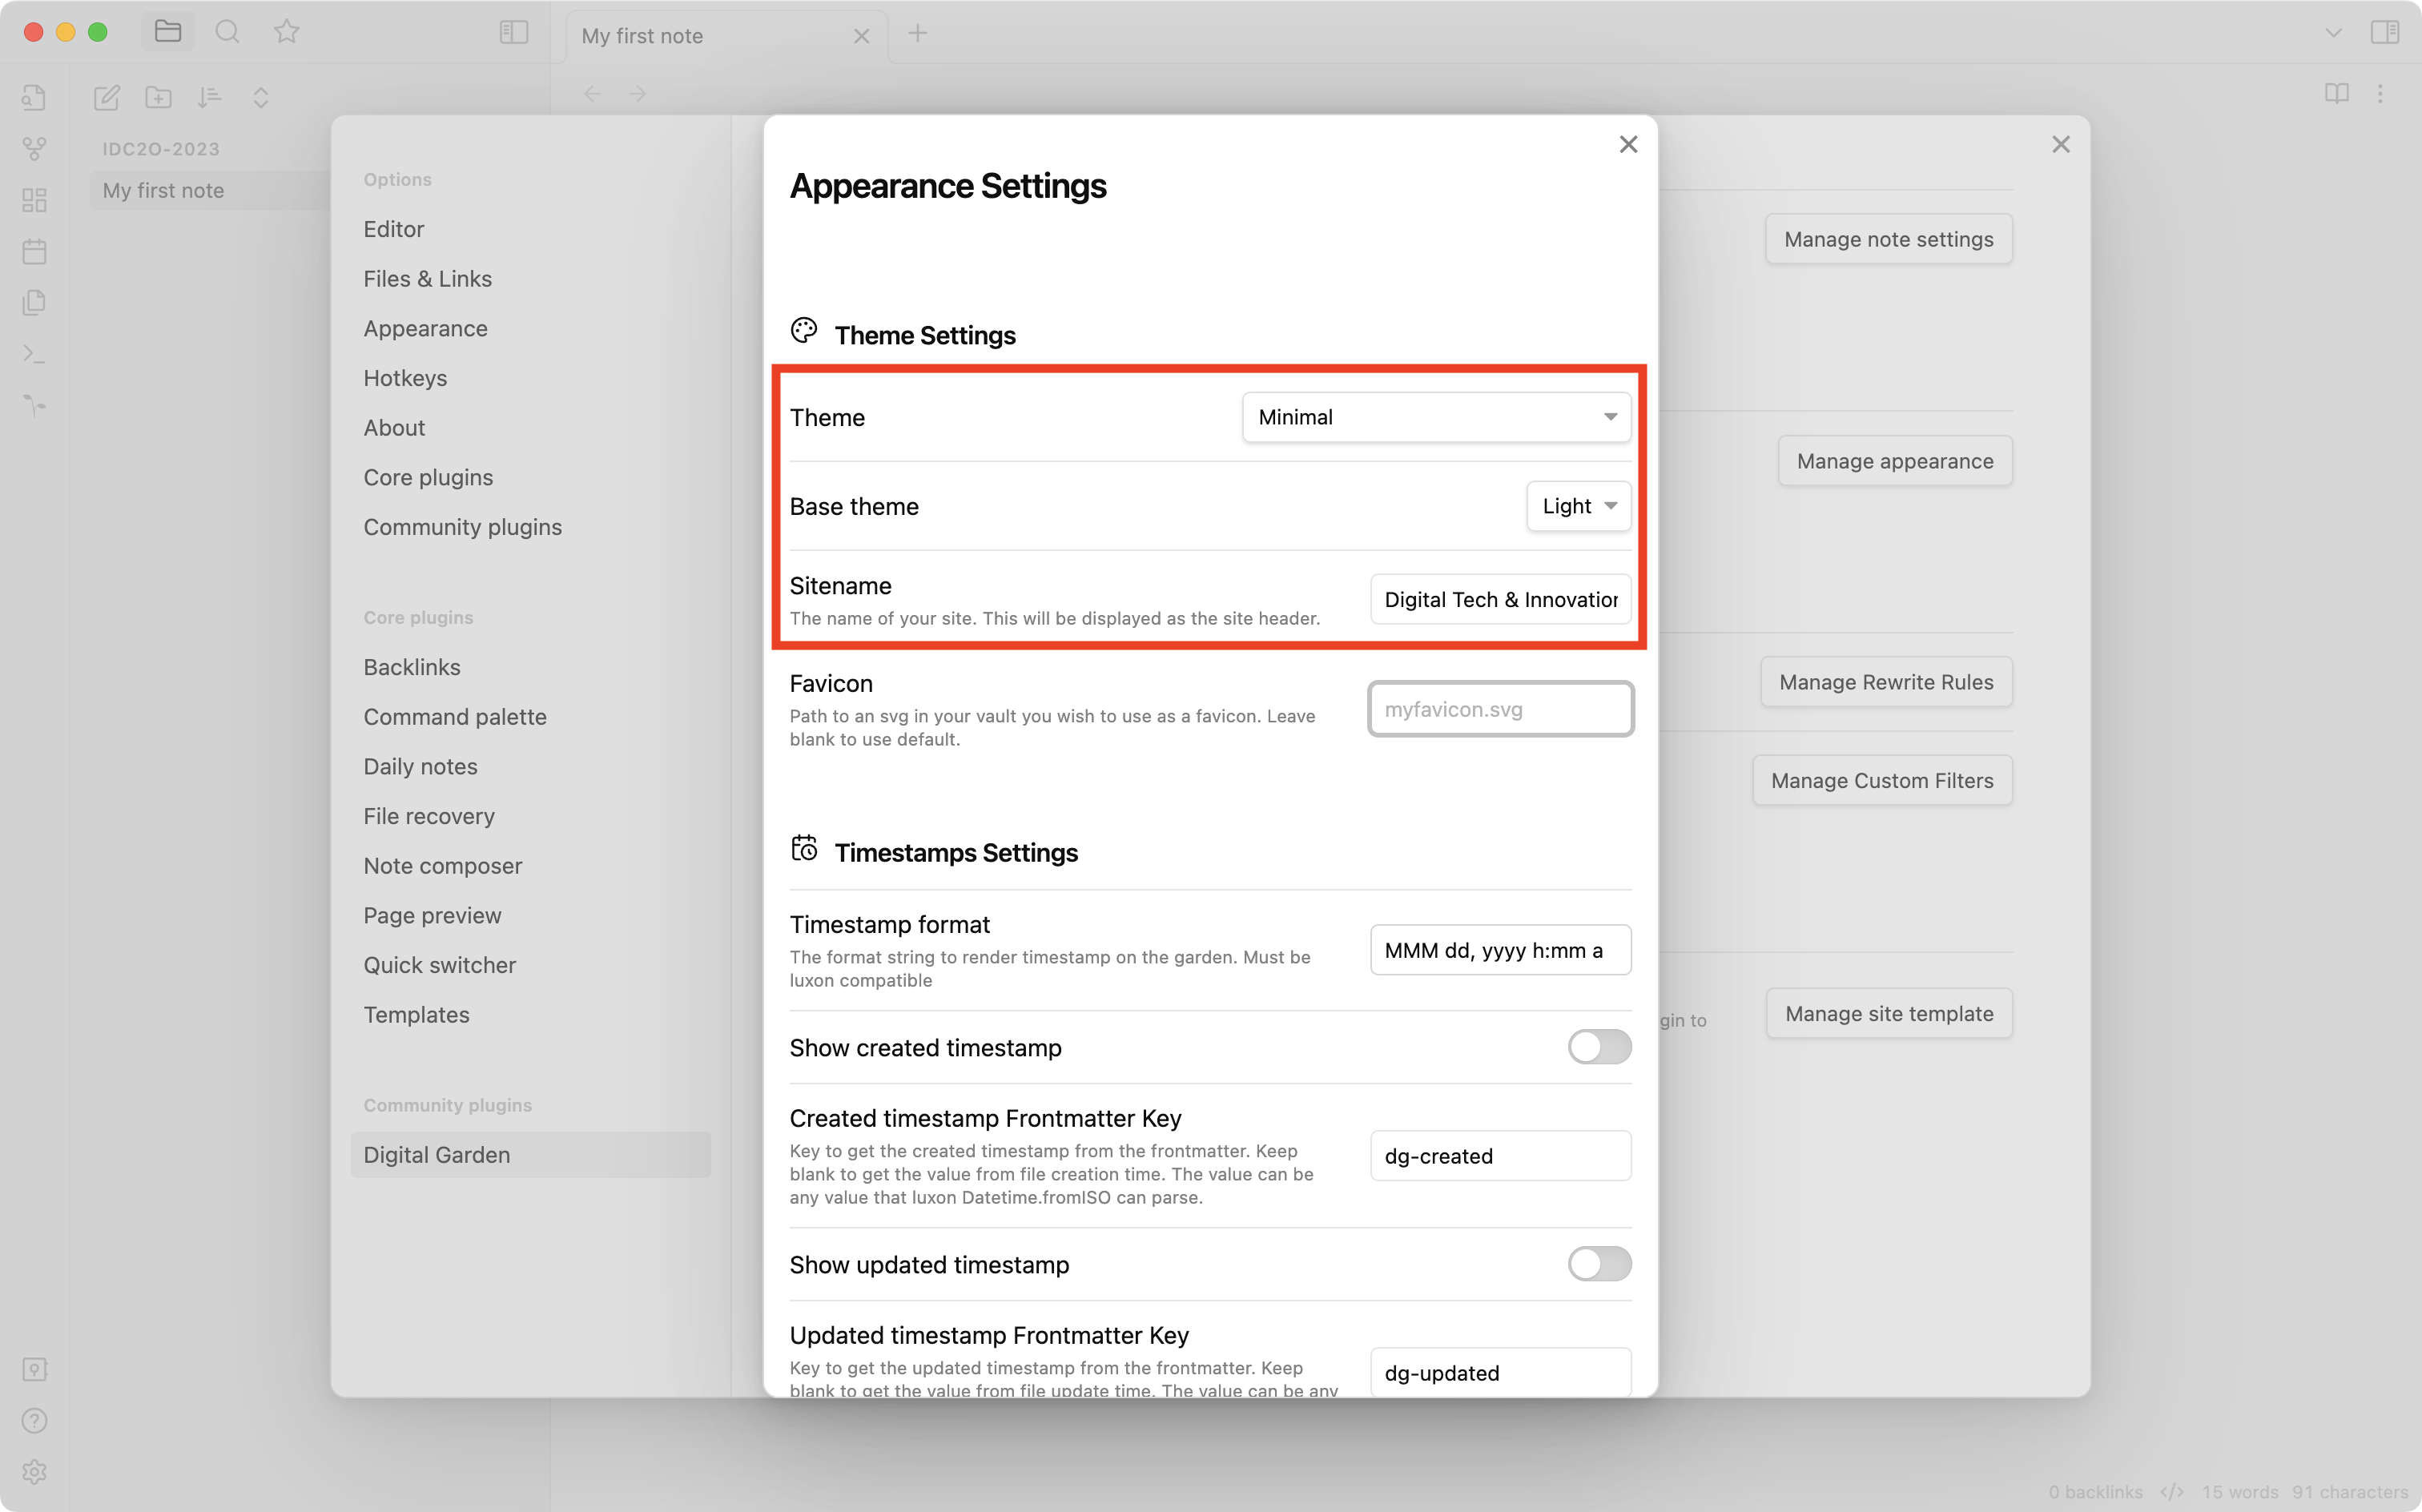 My first note
IDC2O-2023
My first note
Options
Editor
Files & Links
Appearance
Hotkeys
About
Core plugins
Community plugins
Core plugins
Backlinks
Command palette
Daily notes
File recovery
Note composer
Page preview
Quick switcher
Templates
Community plugins
Digital Garden
Appearance Settings
Theme Settings
Theme
Minimal
Base theme
Light
Sitename
The name of your site. This will be displayed as the site header.
Digital Tech & Innovation
Favicon
Path to an svg in your vault you wish to use as a favicon. Leave
blank to use default.
myfavicon.svg
Timestamps Settings
Timestamp format
The format string to render timestamp on the garden. Must be
luxon compatible
MMM dd, yyyy h:mm a
Show created timestamp
Created timestamp Frontmatter Key
Key to get the created timestamp from the frontmatter. Keep
blank to get the value from file creation time. The value can be
any value that luxon Datetime.fromISO can parse.
dg-created
Show updated timestamp
Updated timestamp Frontmatter Key
Key to get the updated timestamp from the frontmatter. Keep
blank to get the value from file update time. The value can be any
dg-updated
Manage note settings
Manage appearance
Manage Rewrite Rules
Manage Custom Filters
gin to
Manage site template
0 backlinks </> 15 words 91 characters